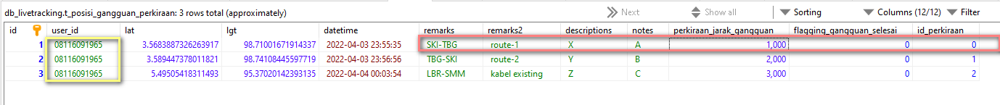 db_livetracking.t_posisi_gangguan_perkiraan: 3 rows total (approximately) Next Show all Sorting Columns (12/12) Filter
id user_id lat lgt datetime remarks remarks2 descriptions notes perkiraan_jarak_gangguan flagging_gangguan_selesai id_perkiraan
1 08116091965 3.5683887326263917 98.71001671914337 2022-04-03 23:55:35 SKI-TBG route-1 X A 1,000 0 0
2 08116091965 3.589447378011821 98.74108445597719 2022-04-03 23:56:56 TBG-SKI route-2 Y B 2,000 0 1
3 08116091965 5.49505418311493 95.37020142393135 2022-04-04 00:03:54 LBR-SMM kabel existing Z C 3,000 0 2